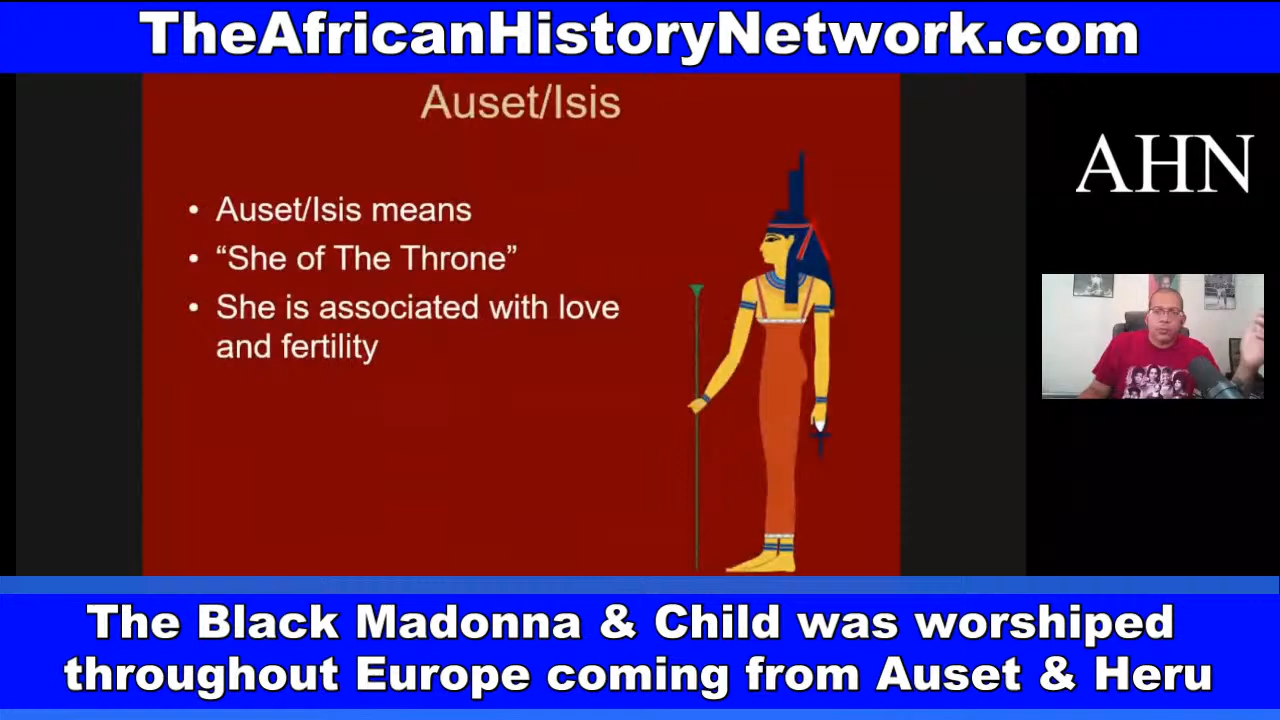 TheAfricanHistoryNetwork.com
Auset/Isis
AHN
• Auset/Isis means
• “She of The Throne”
• She is associated with love
and fertility
The Black Madonna & Child was worshiped
throughout Europe coming from Auset & Heru